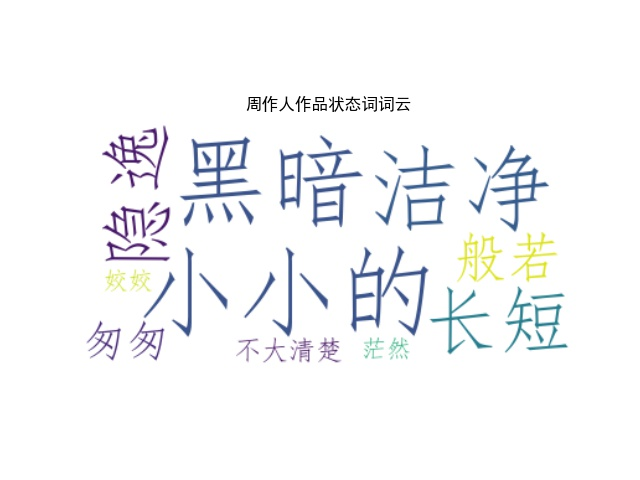 周作人作品状态词词云
隐逸
黑暗洁净
小小的
般若
姣姣
长短
匆匆
不大清楚
茫然